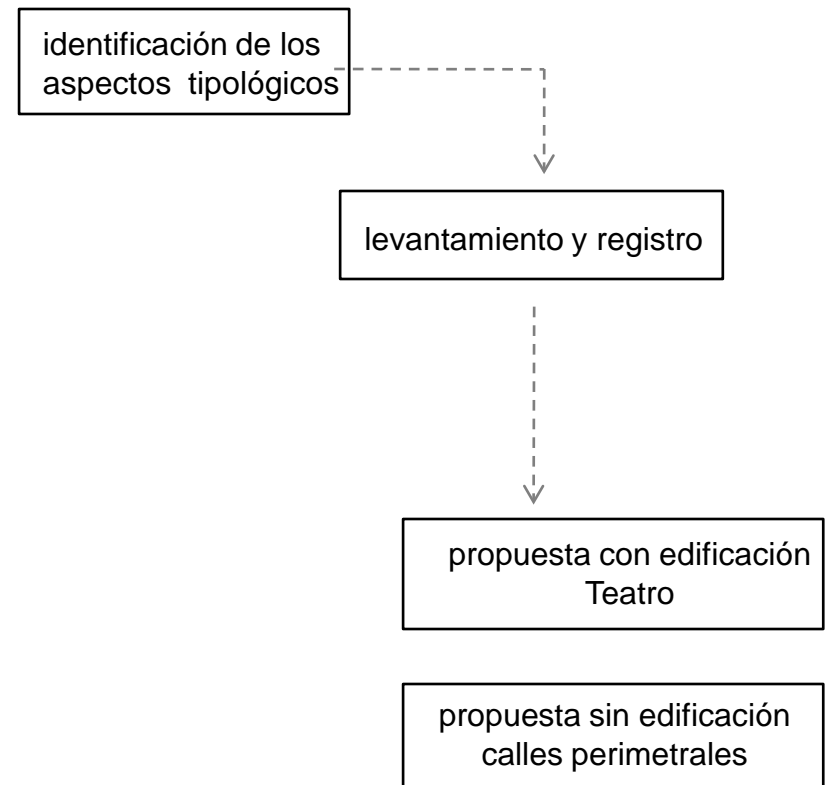 identificación de los
aspectos tipológicos
levantamiento y registro
propuesta con edificación
Teatro
propuesta sin edificación
calles perimetrales